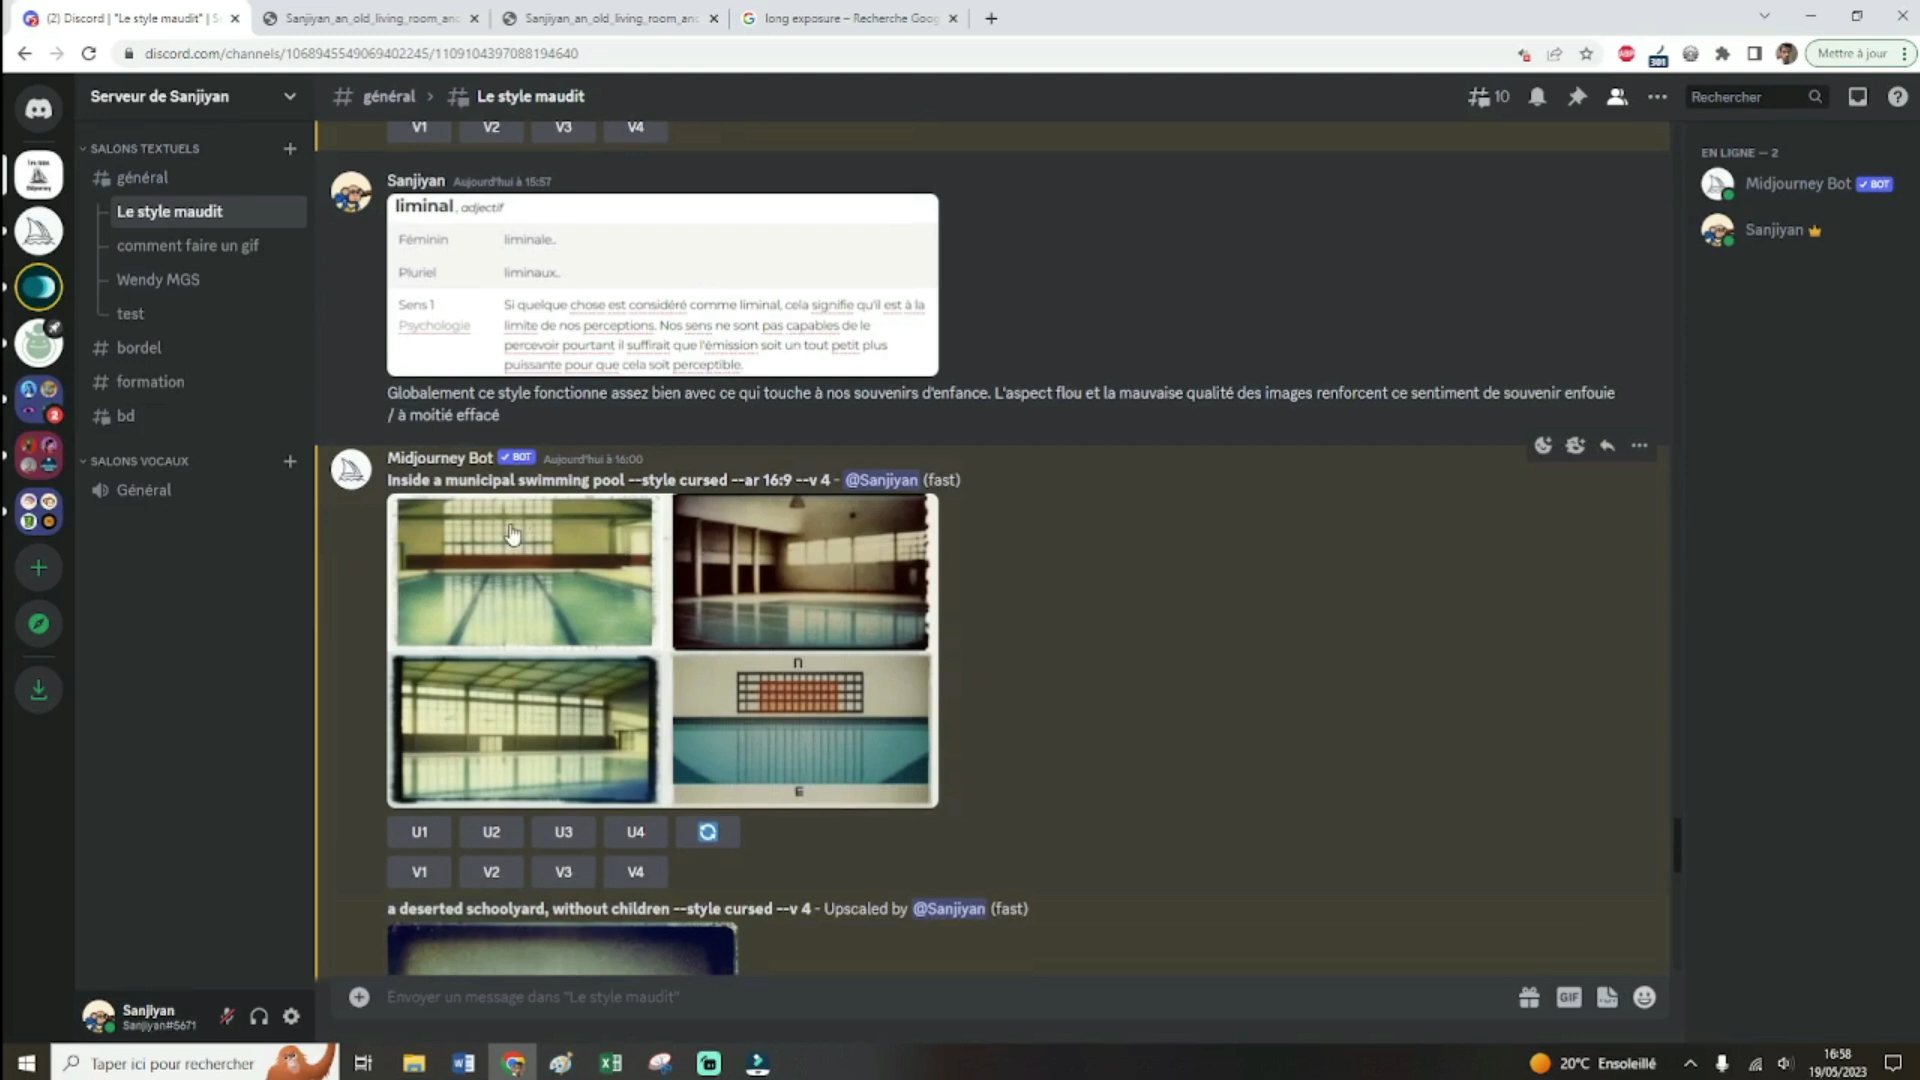 (2) Discord | "Le style maudit" | S
Sanjiyan_an_old_living_room_and
Sanjiyan_an_old_living_room_and
long exposure – Recherche Goog
discord.com/channels/1068945549069402245/1109104397088194640
ABP
301
Mettre à jour
Serveur de Sanjiyan
SALONS TEXTUELS
général
Le style maudit
comment faire un gif
Wendy MGS
test
bordel
formation
bd
SALONS VOCAUX
Général
2
Sanjiyan
Sanjiyan#5671
# général > Le style maudit
10
Rechercher
V1 V2 V3 V4
Sanjiyan Aujourd'hui à 15:57
liminal, adjectif
Féminin liminale..
Pluriel liminaux..
Sens 1 Si quelque chose est considéré comme liminal, cela signifie qu'il est à la
Psychologie limite de nos perceptions. Nos sens ne sont pas capables de le
percevoir pourtant il suffirait que l'émission soit un tout petit plus
puissante pour que cela soit perceptible.
Globalement ce style fonctionne assez bien avec ce qui touche à nos souvenirs d'enfance. L'aspect flou et la mauvaise qualité des images renforcent ce sentiment de souvenir enfouie
/ à moitié effacé
Midjourney Bot ✓ BOT Aujourd'hui à 16:00
Inside a municipal swimming pool --style cursed --ar 16:9 --v 4 - @Sanjiyan (fast)
U1 U2 U3 U4
V1 V2 V3 V4
a deserted schoolyard, without children --style cursed --v 4 - Upscaled by @Sanjiyan (fast)
Envoyer un message dans "Le style maudit"
GIF
EN LIGNE — 2
Midjourney Bot ✓ BOT
Sanjiyan
Taper ici pour rechercher
20°C Ensoleillé
16:58
19/05/2023